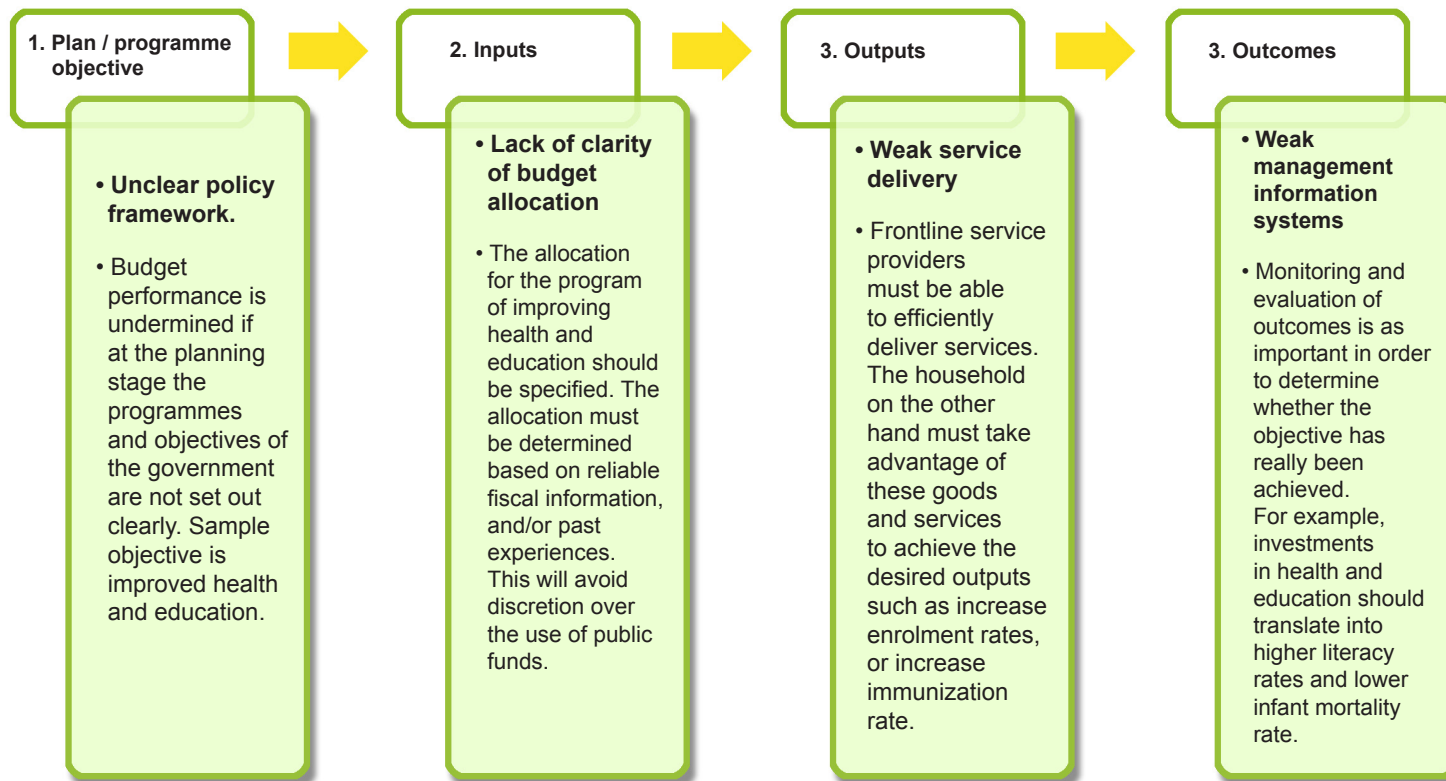 1. Plan / programme
objective
• Unclear policy
framework.
• Budget
performance is
undermined if
at the planning
stage the
programmes
and objectives of
the government
are not set out
clearly. Sample
objective is
improved health
and education.
2. Inputs
• Lack of clarity
of budget
allocation
• The allocation
for the program
of improving
health and
education should
be specified. The
allocation must
be determined
based on reliable
fiscal information,
and/or past
experiences.
This will avoid
discretion over
the use of public
funds.
3. Outputs
• Weak service
delivery
• Frontline service
providers
must be able
to efficiently
deliver services.
The household
on the other
hand must take
advantage of
these goods
and services
to achieve the
desired outputs
such as increase
enrolment rates,
or increase
immunization
rate.
3. Outcomes
• Weak
management
information
systems
• Monitoring and
evaluation of
outcomes is as
important in order
to determine
whether the
objective has
really been
achieved.
For example,
investments
in health and
education should
translate into
higher literacy
rates and lower
infant mortality
rate.